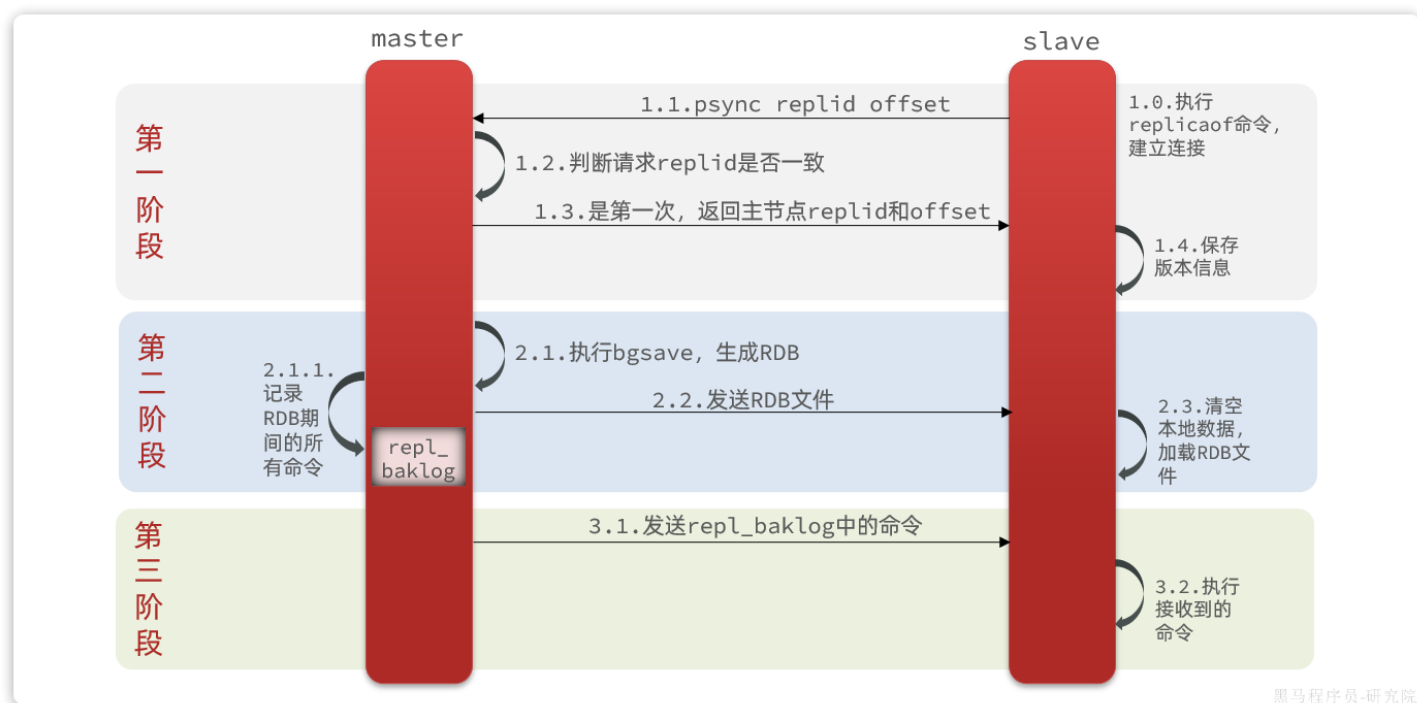 master
slave
第一阶段
1.1.psync replid offset
1.0.执行
replicaof命令,
建立连接
1.2.判断请求replid是否一致
1.3.是第一次，返回主节点replid和offset
1.4.保存
版本信息
第二阶段
2.1.执行bgsave，生成RDB
2.1.1.
记录
RDB期
间的所
有命令
repl_
baklog
2.2.发送RDB文件
2.3.清空
本地数据，
加载RDB文
件
第三阶段
3.1.发送repl_baklog中的命令
3.2.执行
接收到的
命令
黑马程序员-研究院